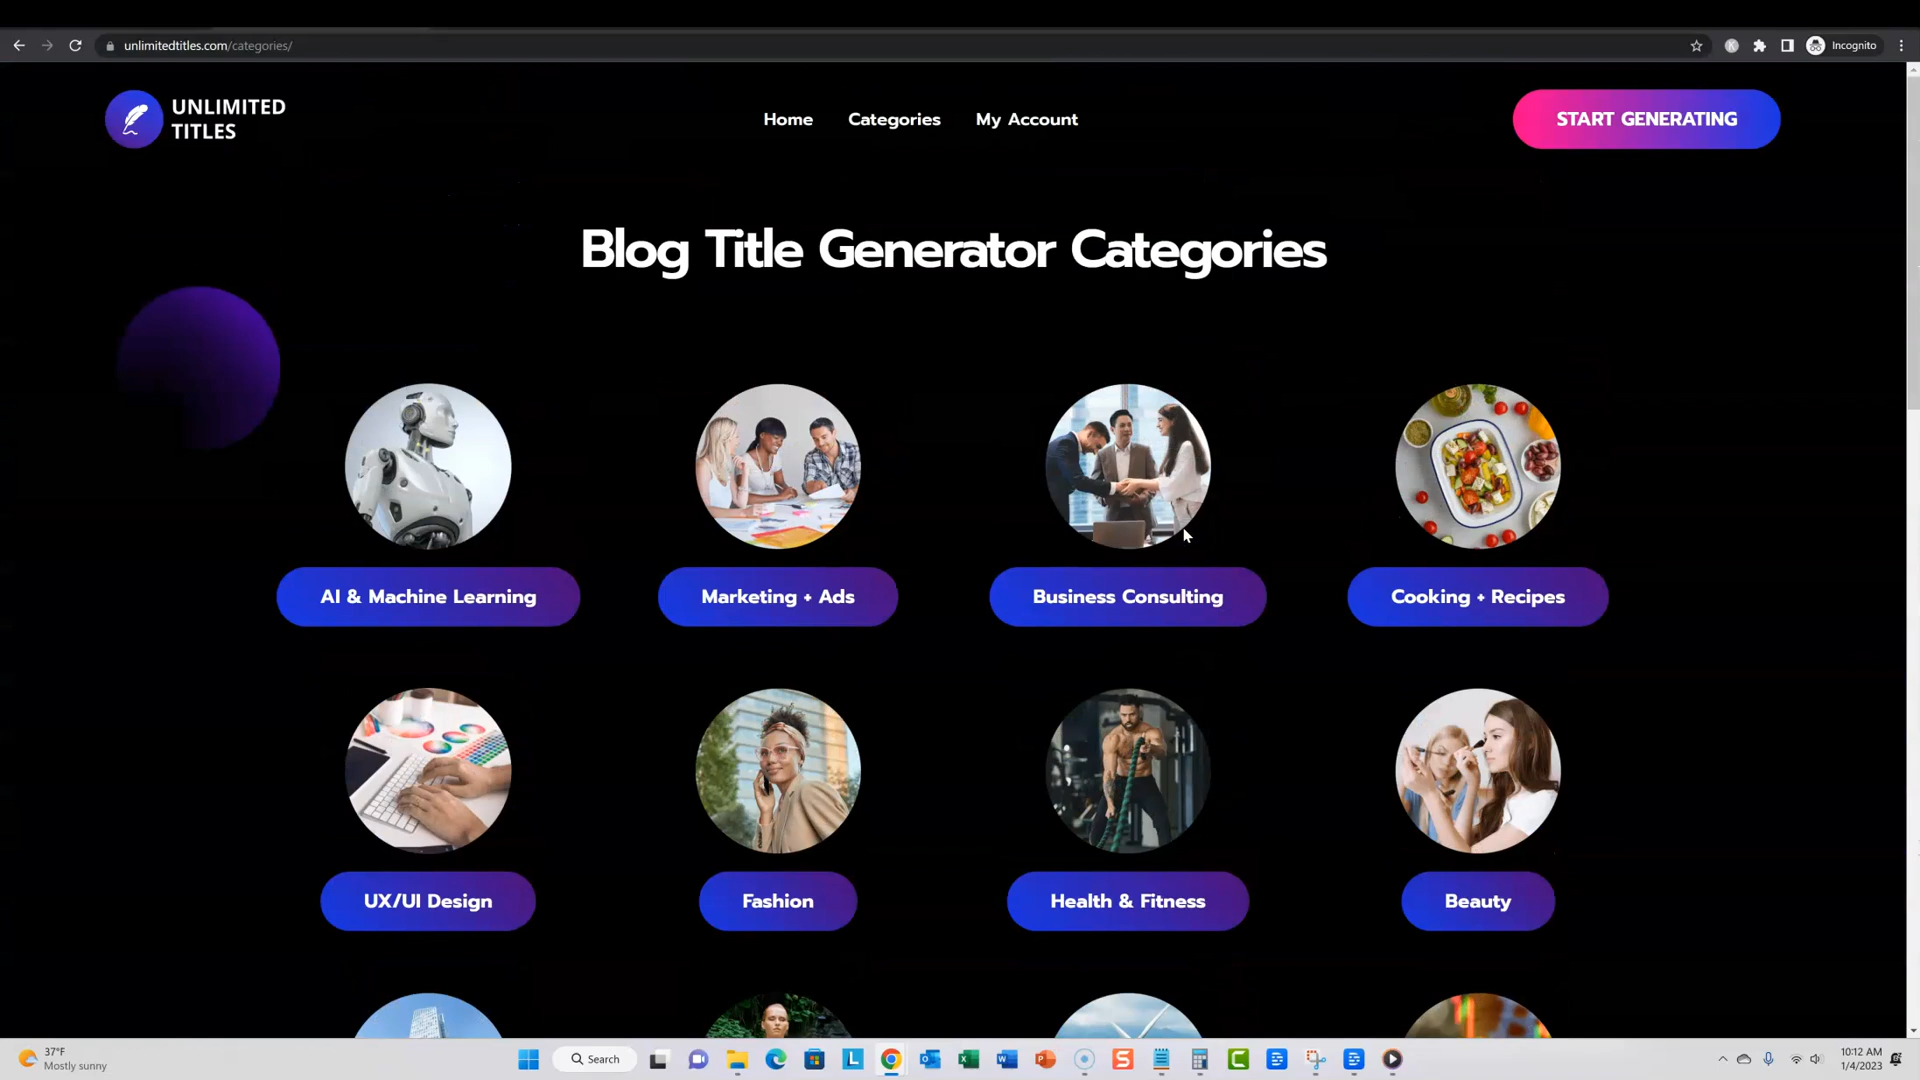 unlimitedtitles.com/categories/
Incognito
UNLIMITED
TITLES
Home
Categories
My Account
START GENERATING
Blog Title Generator Categories
AI & Machine Learning
Marketing + Ads
Business Consulting
Cooking + Recipes
UX/UI Design
Fashion
Health & Fitness
Beauty
37°F
Mostly sunny
Search
10:12 AM
1/4/2023